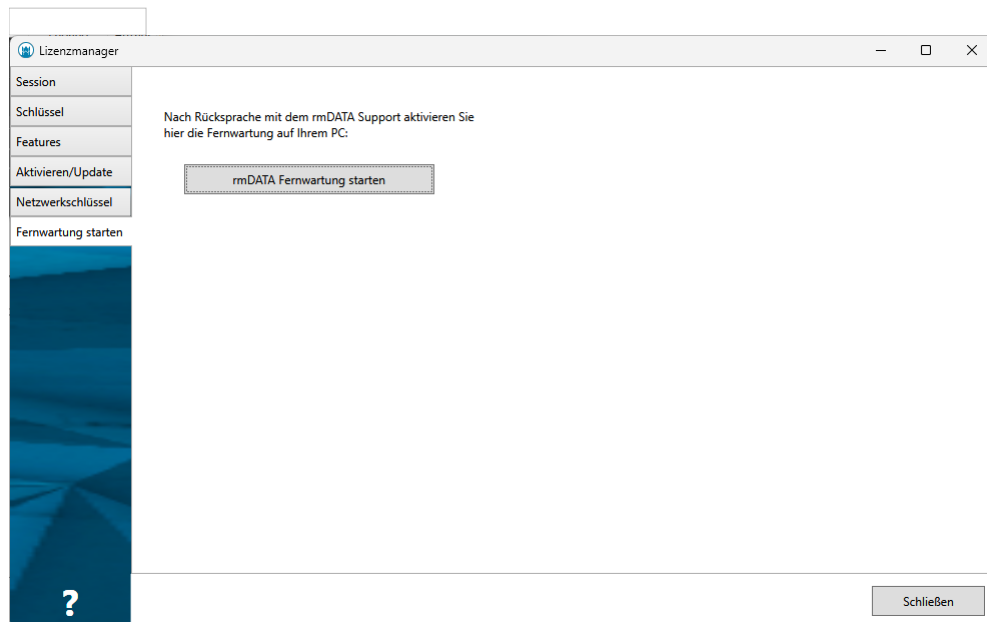 Lizenzmanager
Session
Schlüssel
Features
Aktivieren/Update
Netzwerkschlüssel
Fernwartung starten
Nach Rücksprache mit dem rmDATA Support aktivieren Sie
hier die Fernwartung auf Ihrem PC:
rmDATA Fernwartung starten
?
Schließen